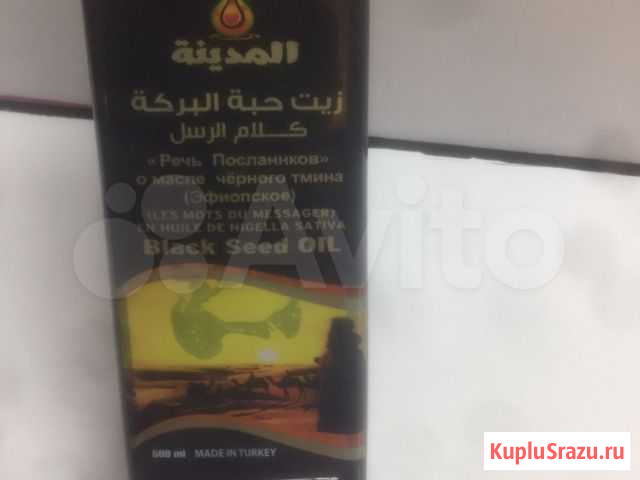 المدينة
زيت حبة البركة
كلام الرسل
«Речь Посланников»
о масле чёрного тмина
(Эфиопское)
(LES MOTS DU MESSAGER)
EN HUILE DE NIGELLA SATIVA
Black Seed OIL
Avito
500 ml MADE IN TURKEY
KupluSrazu.ru